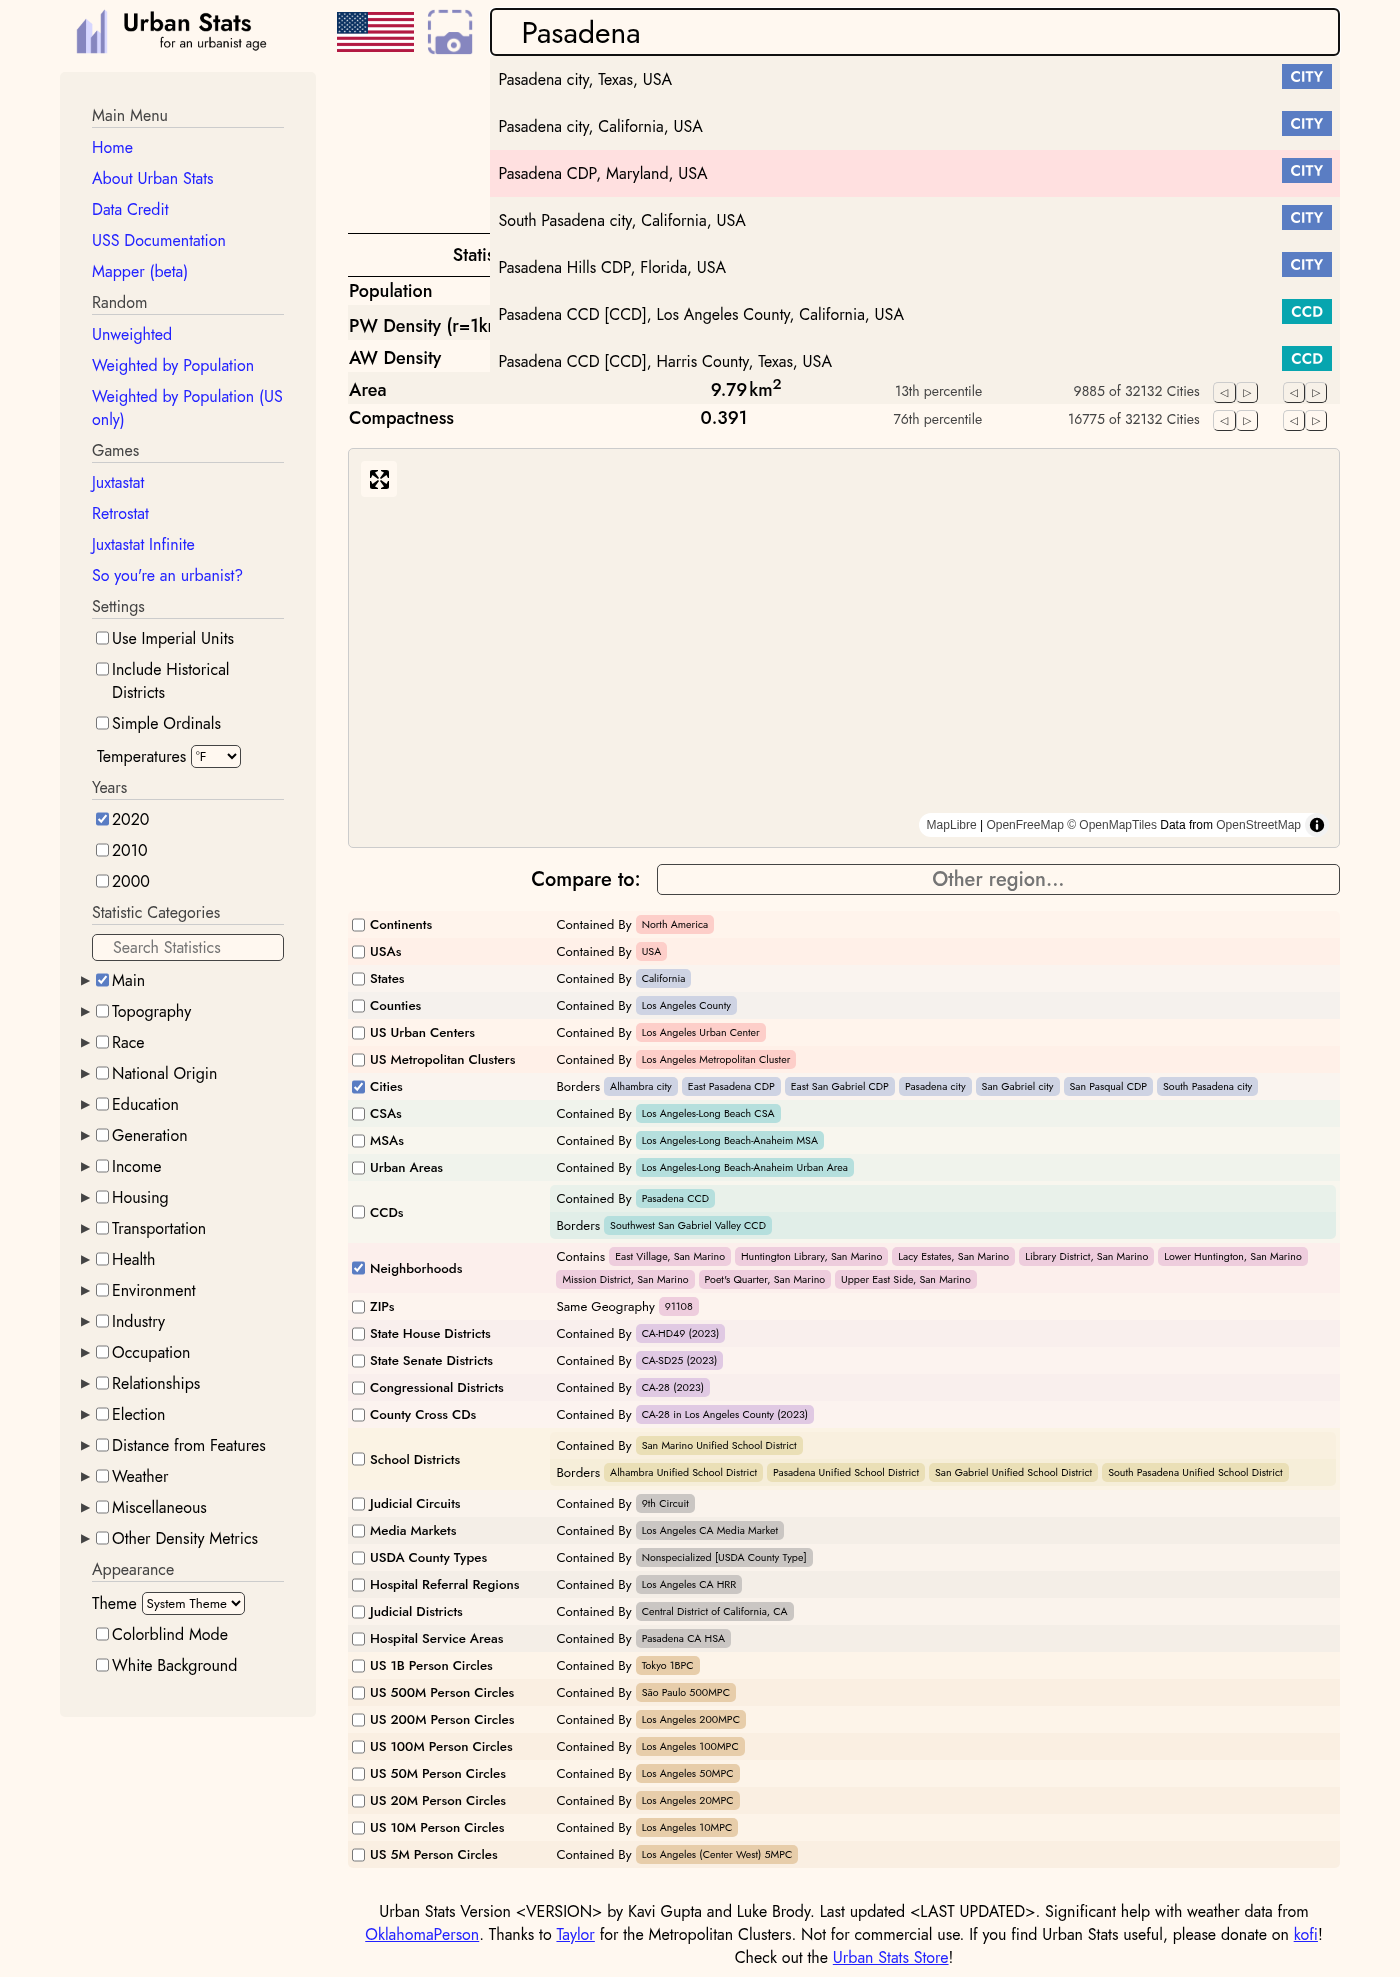 Urban Stats
for an urbanist age
Pasadena
Pasadena city, Texas, USA CITY
Pasadena city, California, USA CITY
Pasadena CDP, Maryland, USA CITY
South Pasadena city, California, USA CITY
Pasadena Hills CDP, Florida, USA CITY
Pasadena CCD [CCD], Los Angeles County, California, USA CCD
Pasadena CCD [CCD], Harris County, Texas, USA CCD
Main Menu
Home
About Urban Stats
Data Credit
USS Documentation
Mapper (beta)
Random
Unweighted
Weighted by Population
Weighted by Population (US
only)
Games
Juxtastat
Retrostat
Juxtastat Infinite
So you're an urbanist?
Settings
Use Imperial Units
Include Historical
Districts
Simple Ordinals
Temperatures °F
Years
2020
2010
2000
Statistic Categories
Search Statistics
Main
Topography
Race
National Origin
Education
Generation
Income
Housing
Transportation
Health
Environment
Industry
Occupation
Relationships
Election
Distance from Features
Weather
Miscellaneous
Other Density Metrics
Appearance
Theme System Theme
Colorblind Mode
White Background
Population
PW Density (r=1k
AW Density
Area 9.79 km² 13th percentile 9885 of 32132 Cities
Compactness 0.391 76th percentile 16775 of 32132 Cities
MapLibre | OpenFreeMap © OpenMapTiles Data from OpenStreetMap
Compare to: Other region...
Continents Contained By North America
USAs Contained By USA
States Contained By California
Counties Contained By Los Angeles County
US Urban Centers Contained By Los Angeles Urban Center
US Metropolitan Clusters Contained By Los Angeles Metropolitan Cluster
Cities Borders Alhambra city East Pasadena CDP East San Gabriel CDP Pasadena city San Gabriel city San Pasqual CDP South Pasadena city
CSAs Contained By Los Angeles-Long Beach CSA
MSAs Contained By Los Angeles-Long Beach-Anaheim MSA
Urban Areas Contained By Los Angeles-Long Beach-Anaheim Urban Area
CCDs Contained By Pasadena CCD
Borders Southwest San Gabriel Valley CCD
Neighborhoods Contains East Village, San Marino Huntington Library, San Marino Lacy Estates, San Marino Library District, San Marino Lower Huntington, San Marino
Mission District, San Marino Poet's Quarter, San Marino Upper East Side, San Marino
ZIPs Same Geography 91108
State House Districts Contained By CA-HD49 (2023)
State Senate Districts Contained By CA-SD25 (2023)
Congressional Districts Contained By CA-28 (2023)
County Cross CDs Contained By CA-28 in Los Angeles County (2023)
School Districts Contained By San Marino Unified School District
Borders Alhambra Unified School District Pasadena Unified School District San Gabriel Unified School District South Pasadena Unified School District
Judicial Circuits Contained By 9th Circuit
Media Markets Contained By Los Angeles CA Media Market
USDA County Types Contained By Nonspecialized [USDA County Type]
Hospital Referral Regions Contained By Los Angeles CA HRR
Judicial Districts Contained By Central District of California, CA
Hospital Service Areas Contained By Pasadena CA HSA
US 1B Person Circles Contained By Tokyo 1BPC
US 500M Person Circles Contained By São Paulo 500MPC
US 200M Person Circles Contained By Los Angeles 200MPC
US 100M Person Circles Contained By Los Angeles 100MPC
US 50M Person Circles Contained By Los Angeles 50MPC
US 20M Person Circles Contained By Los Angeles 20MPC
US 10M Person Circles Contained By Los Angeles 10MPC
US 5M Person Circles Contained By Los Angeles (Center West) 5MPC
Urban Stats Version <VERSION> by Kavi Gupta and Luke Brody. Last updated <LAST UPDATED>. Significant help with weather data from
OklahomaPerson. Thanks to Taylor for the Metropolitan Clusters. Not for commercial use. If you find Urban Stats useful, please donate on kofi!
Check out the Urban Stats Store!